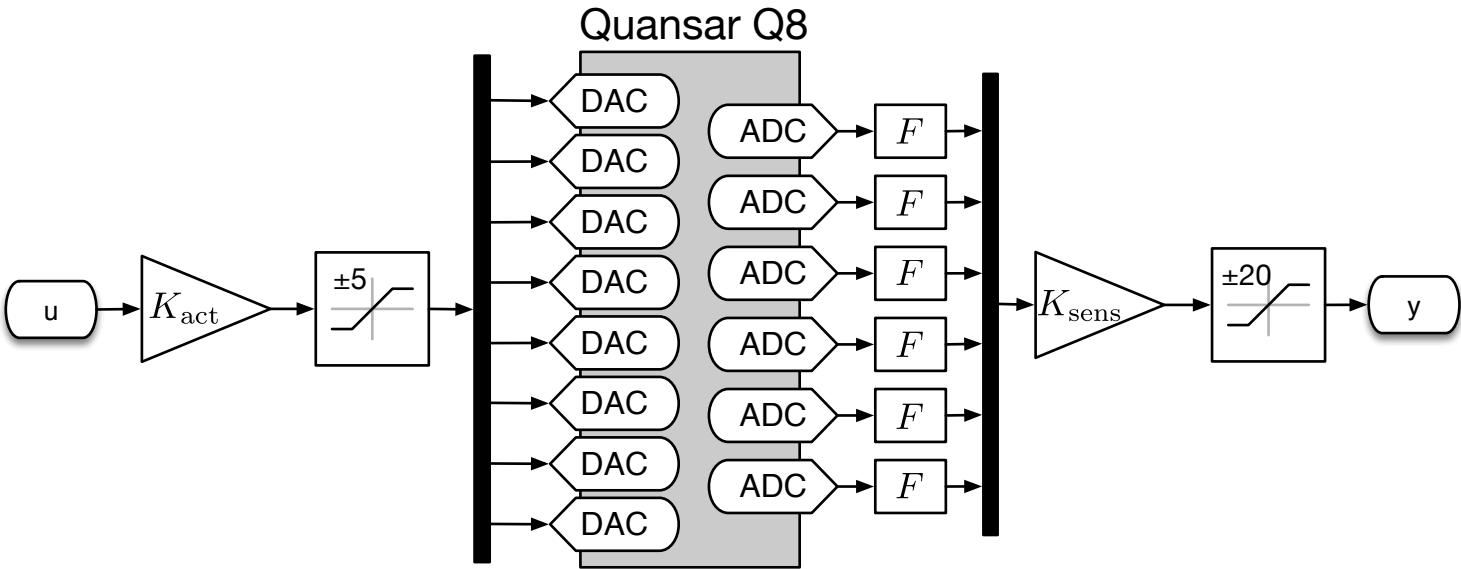 Quansar Q8
DAC
ADC
F
DAC
ADC
F
DAC
ADC
F
DAC
±5
±20
u
K_act
K_sens
y
DAC
ADC
F
DAC
ADC
F
DAC
ADC
F
DAC